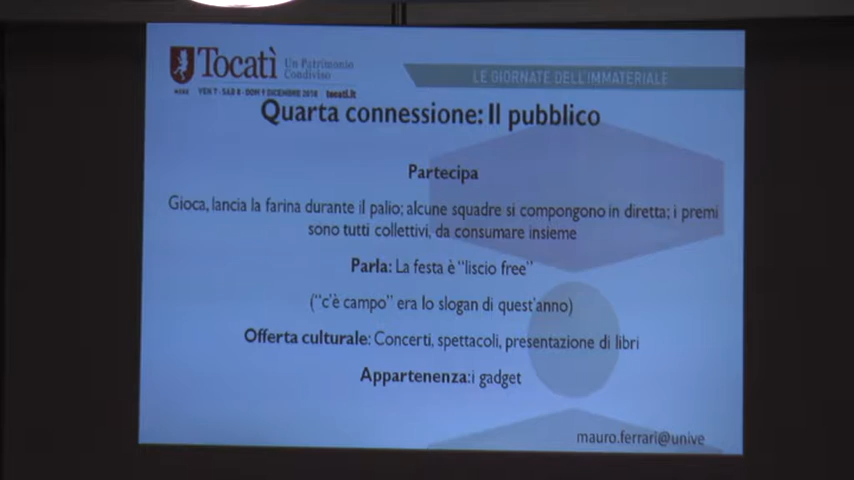 Tocatì
Un Patrimonio
Condiviso
LE GIORNATE DELL'IMMATERIALE
VEN 7 - SAB 8 - DOM 9 DICEMBRE 2018 tocati.it
Quarta connessione: Il pubblico
Partecipa
Gioca, lancia la farina durante il palio; alcune squadre si compongono in diretta; i premi
sono tutti collettivi, da consumare insieme
Parla: La festa è "liscio free"
("c'è campo" era lo slogan di quest'anno)
Offerta culturale: Concerti, spettacoli, presentazione di libri
Appartenenza:i gadget
mauro.ferrari@unive